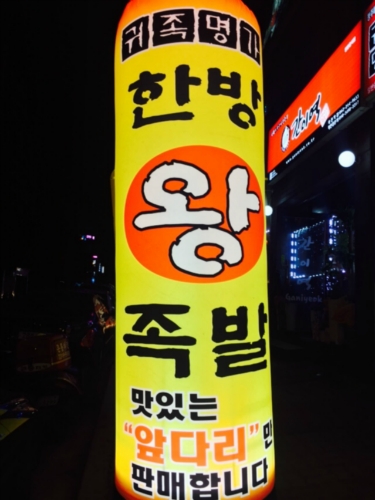 귀족명가
한방
왕
족발
맛있는
“앞다리”만
판매합니다